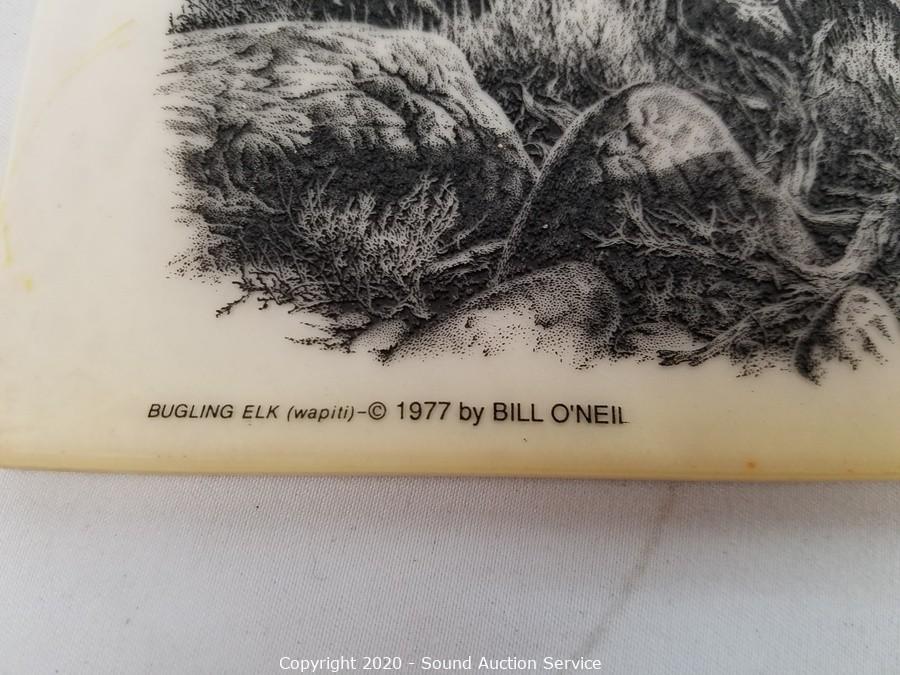 BUGLING ELK (wapiti)-© 1977 by BILL O'NEIL
Copyright 2020 - Sound Auction Service